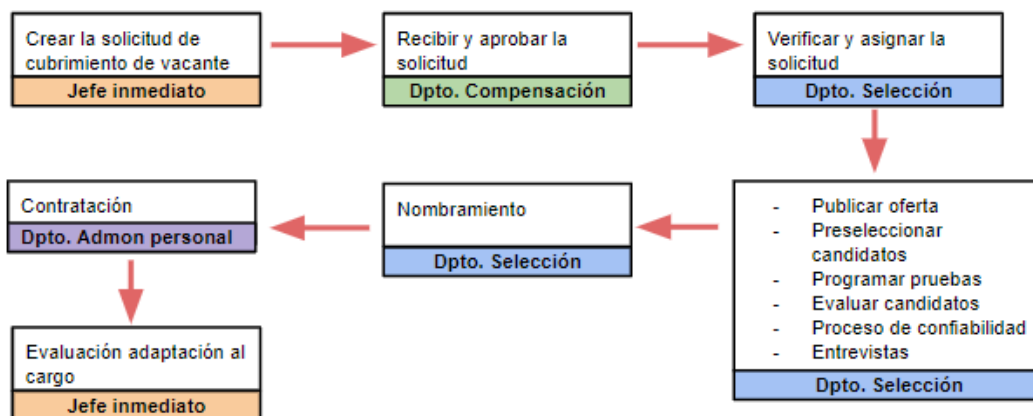 Crear la solicitud de
cubrimiento de vacante
Jefe inmediato
Recibir y aprobar la
solicitud
Dpto. Compensación
Verificar y asignar la
solicitud
Dpto. Selección
- Publicar oferta
- Preseleccionar
candidatos
- Programar pruebas
- Evaluar candidatos
- Proceso de confiabilidad
- Entrevistas
Dpto. Selección
Nombramiento
Dpto. Selección
Contratación
Dpto. Admon personal
Evaluación adaptación al
cargo
Jefe inmediato